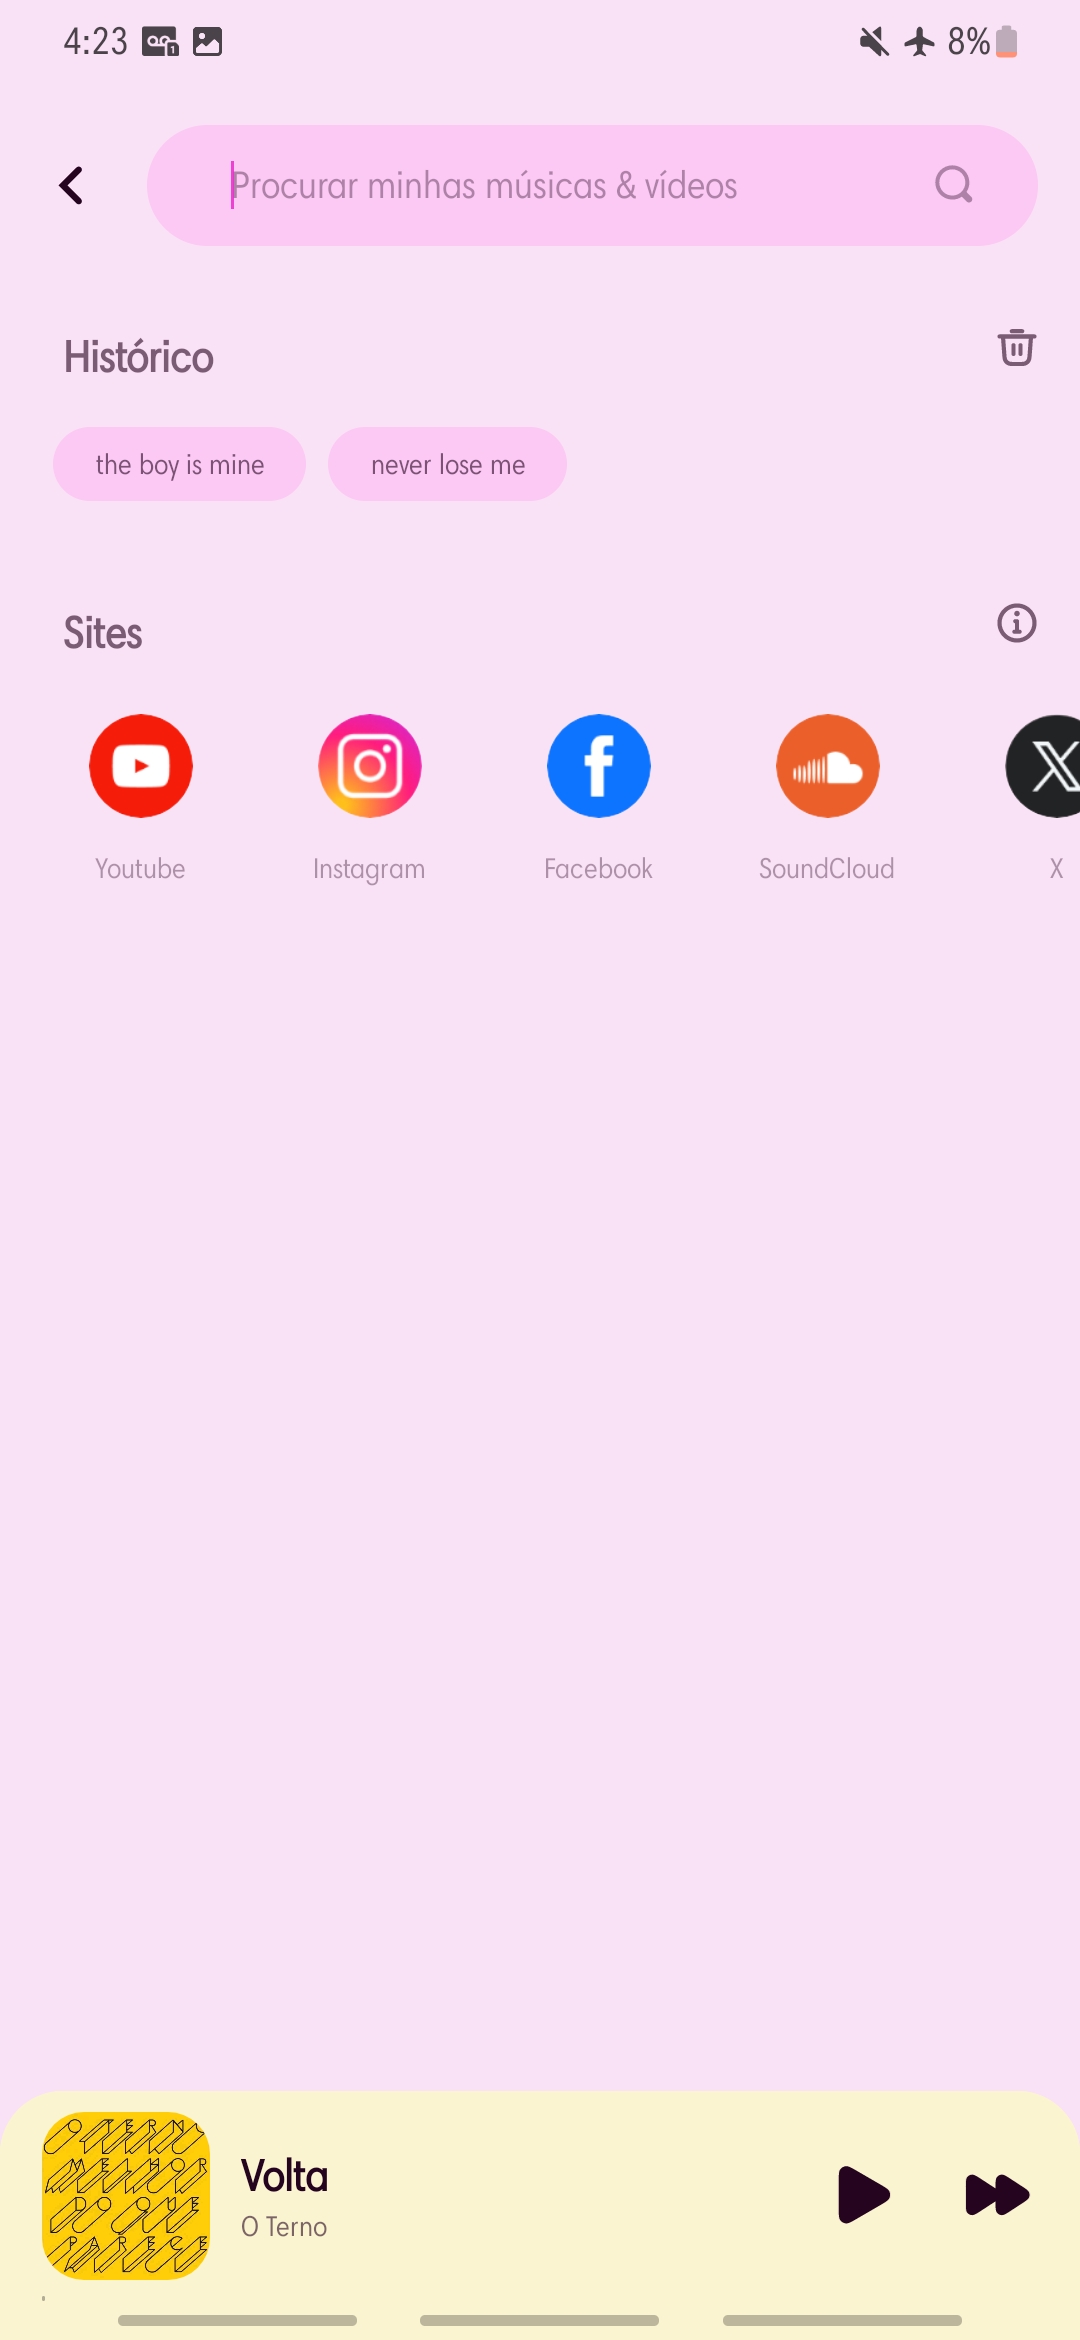 4:23
8%
Procurar minhas músicas & vídeos
Histórico
the boy is mine
never lose me
Sites
Youtube
Instagram
Facebook
SoundCloud
X
O TERNO
MELHOR
DO QUE
PARECE
Volta
O Terno